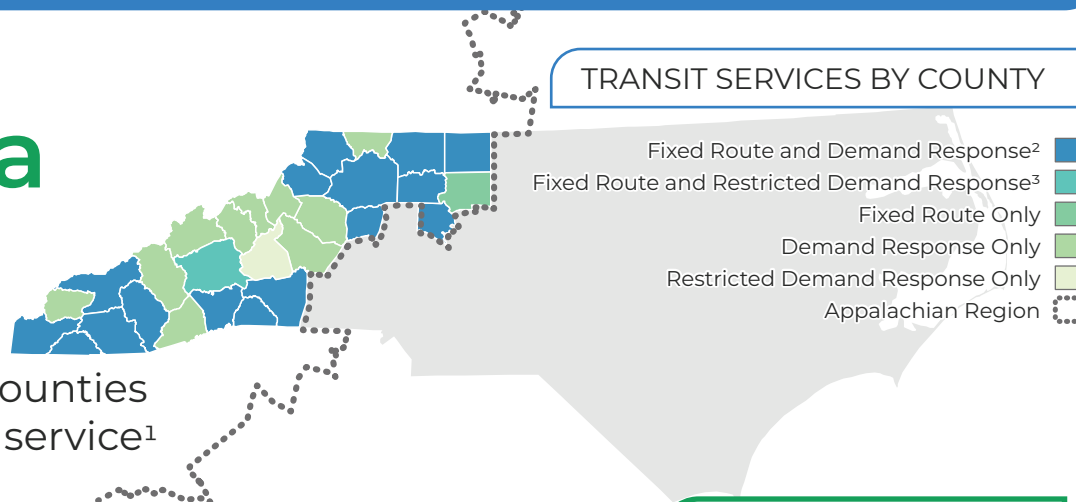 TRANSIT SERVICES BY COUNTY
a
Fixed Route and Demand Response²
Fixed Route and Restricted Demand Response³
Fixed Route Only
Demand Response Only
Restricted Demand Response Only
Appalachian Region
ounties
service¹